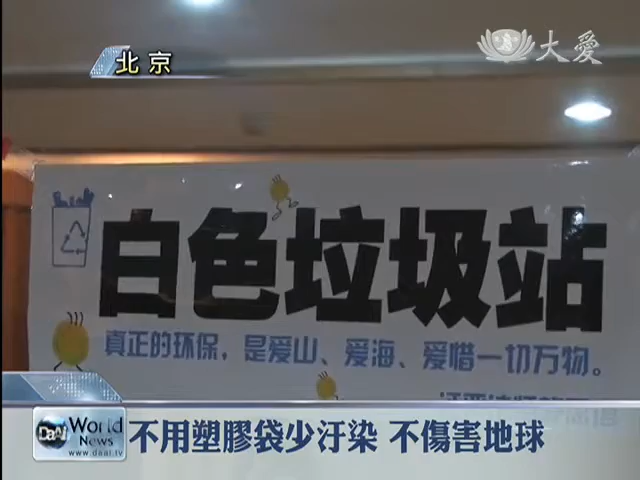 北京
大愛
白色垃圾站
真正的环保，是爱山、爱海、爱惜一切万物。
DaAi World News
www.daai.tv
不用塑膠袋少汙染 不傷害地球